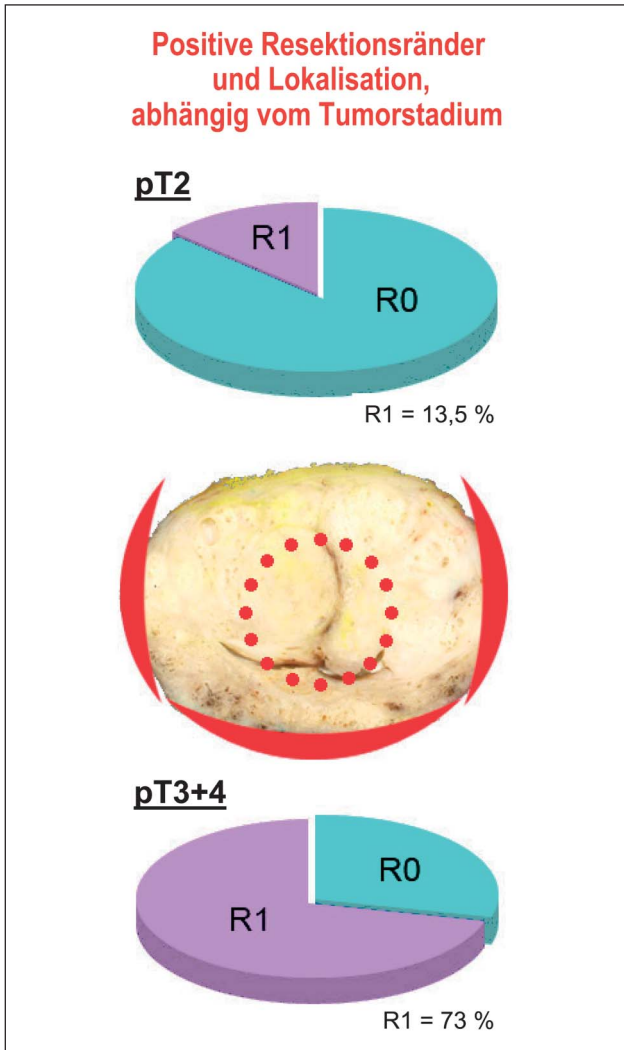 Positive Resektionsränder
und Lokalisation,
abhängig vom Tumorstadium
pT2
R1
R0
R1 = 13,5 %
pT3+4
R0
R1
R1 = 73 %